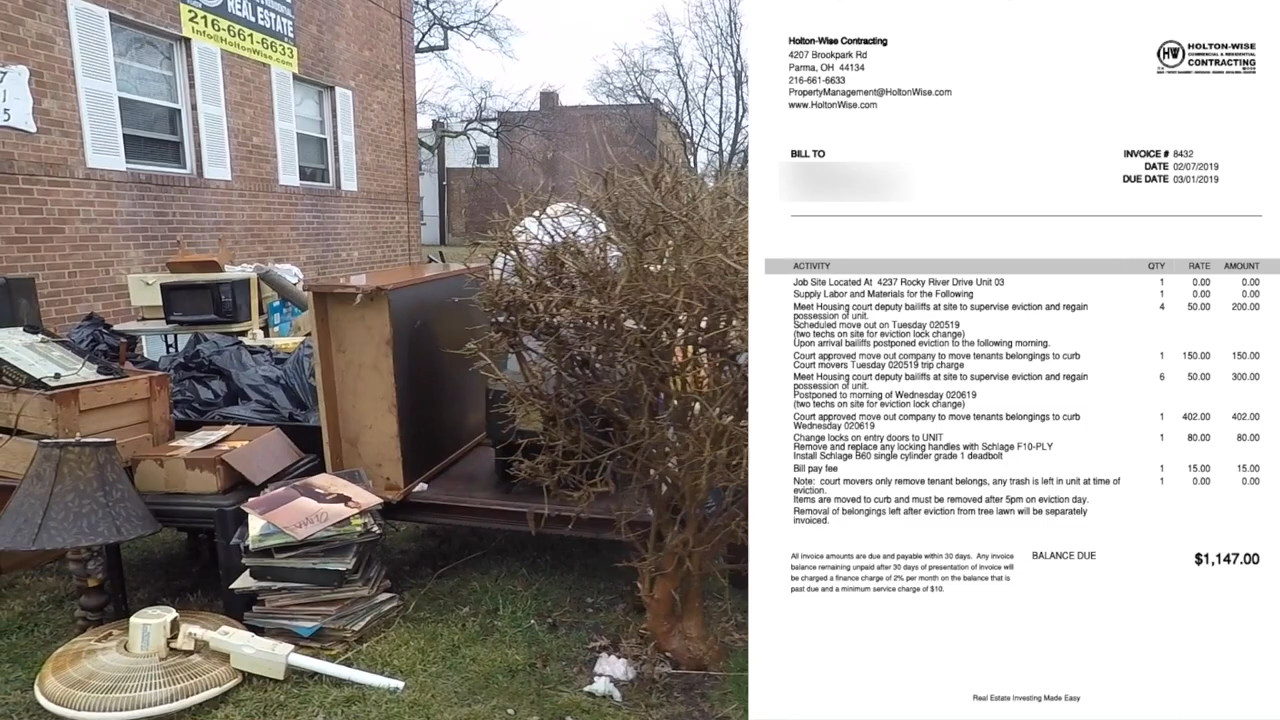 REAL ESTATE
216-661-6633
Info@HoltonWise.com
1
5
Holton-Wise Contracting
4207 Brookpark Rd
Parma, OH 44134
216-661-6633
PropertyManagement@HoltonWise.com
www.HoltonWise.com
HW
HOLTON-WISE
COMMERCIAL & RESIDENTIAL
CONTRACTING
BILL TO
INVOICE # 8432
DATE 02/07/2019
DUE DATE 03/01/2019
ACTIVITY QTY RATE AMOUNT
Job Site Located At 4237 Rocky River Drive Unit 03 1 0.00 0.00
Supply Labor and Materials for the Following 1 0.00 0.00
Meet Housing court deputy bailiffs at site to supervise eviction and regain 4 50.00 200.00
possession of unit.
Scheduled move out on Tuesday 020519
(two techs on site for eviction lock change)
Upon arrival bailiffs postponed eviction to the following morning.
Court approved move out company to move tenants belongings to curb 1 150.00 150.00
Court movers Tuesday 020519 trip charge
Meet Housing court deputy bailiffs at site to supervise eviction and regain 6 50.00 300.00
possession of unit.
Postponed to morning of Wednesday 020619
(two techs on site for eviction lock change)
Court approved move out company to move tenants belongings to curb 1 402.00 402.00
Wednesday 020619
Change locks on entry doors to UNIT 1 80.00 80.00
Remove and replace any locking handles with Schlage F10-PLY
Install Schlage B60 single cylinder grade 1 deadbolt
Bill pay fee 1 15.00 15.00
Note: court movers only remove tenant belongs, any trash is left in unit at time of 1 0.00 0.00
eviction.
Items are moved to curb and must be removed after 5pm on eviction day.
Removal of belongings left after eviction from tree lawn will be separately
invoiced.
All invoice amounts are due and payable within 30 days. Any invoice
balance remaining unpaid after 30 days of presentation of invoice will
be charged a finance charge of 2% per month on the balance that is
past due and a minimum service charge of $10.
BALANCE DUE $1,147.00
Real Estate Investing Made Easy